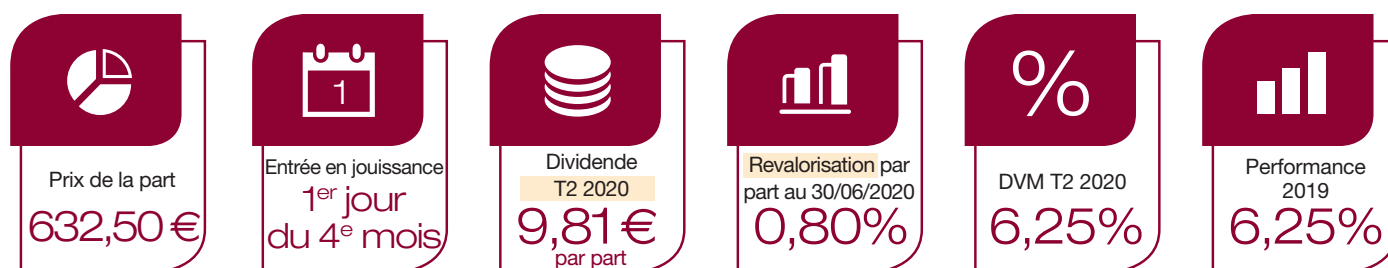 Prix de la part
632,50 €
1
Entrée en jouissance
1er jour
du 4e mois
Dividende
T2 2020
9,81 €
par part
Revalorisation par
part au 30/06/2020
0,80%
%
DVM T2 2020
6,25%
Performance
2019
6,25%